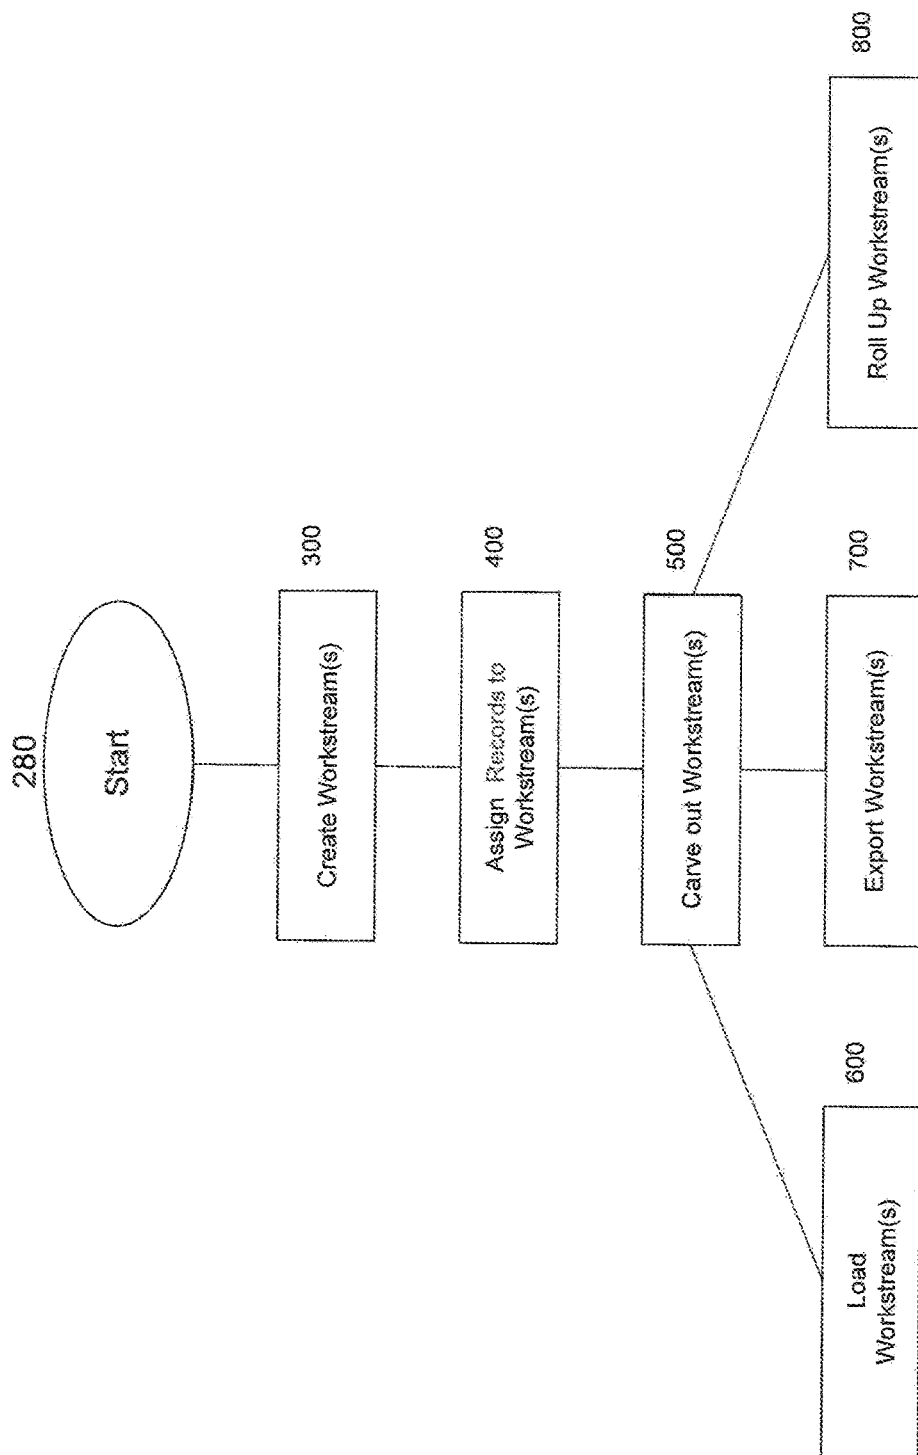 280
Start
300
Create Workstream(s)
400
Assign Records to
Workstream(s)
500
Carve out Workstream(s)
600
Load
Workstream(s)
700
Export Workstream(s)
800
Roll Up Workstream(s)